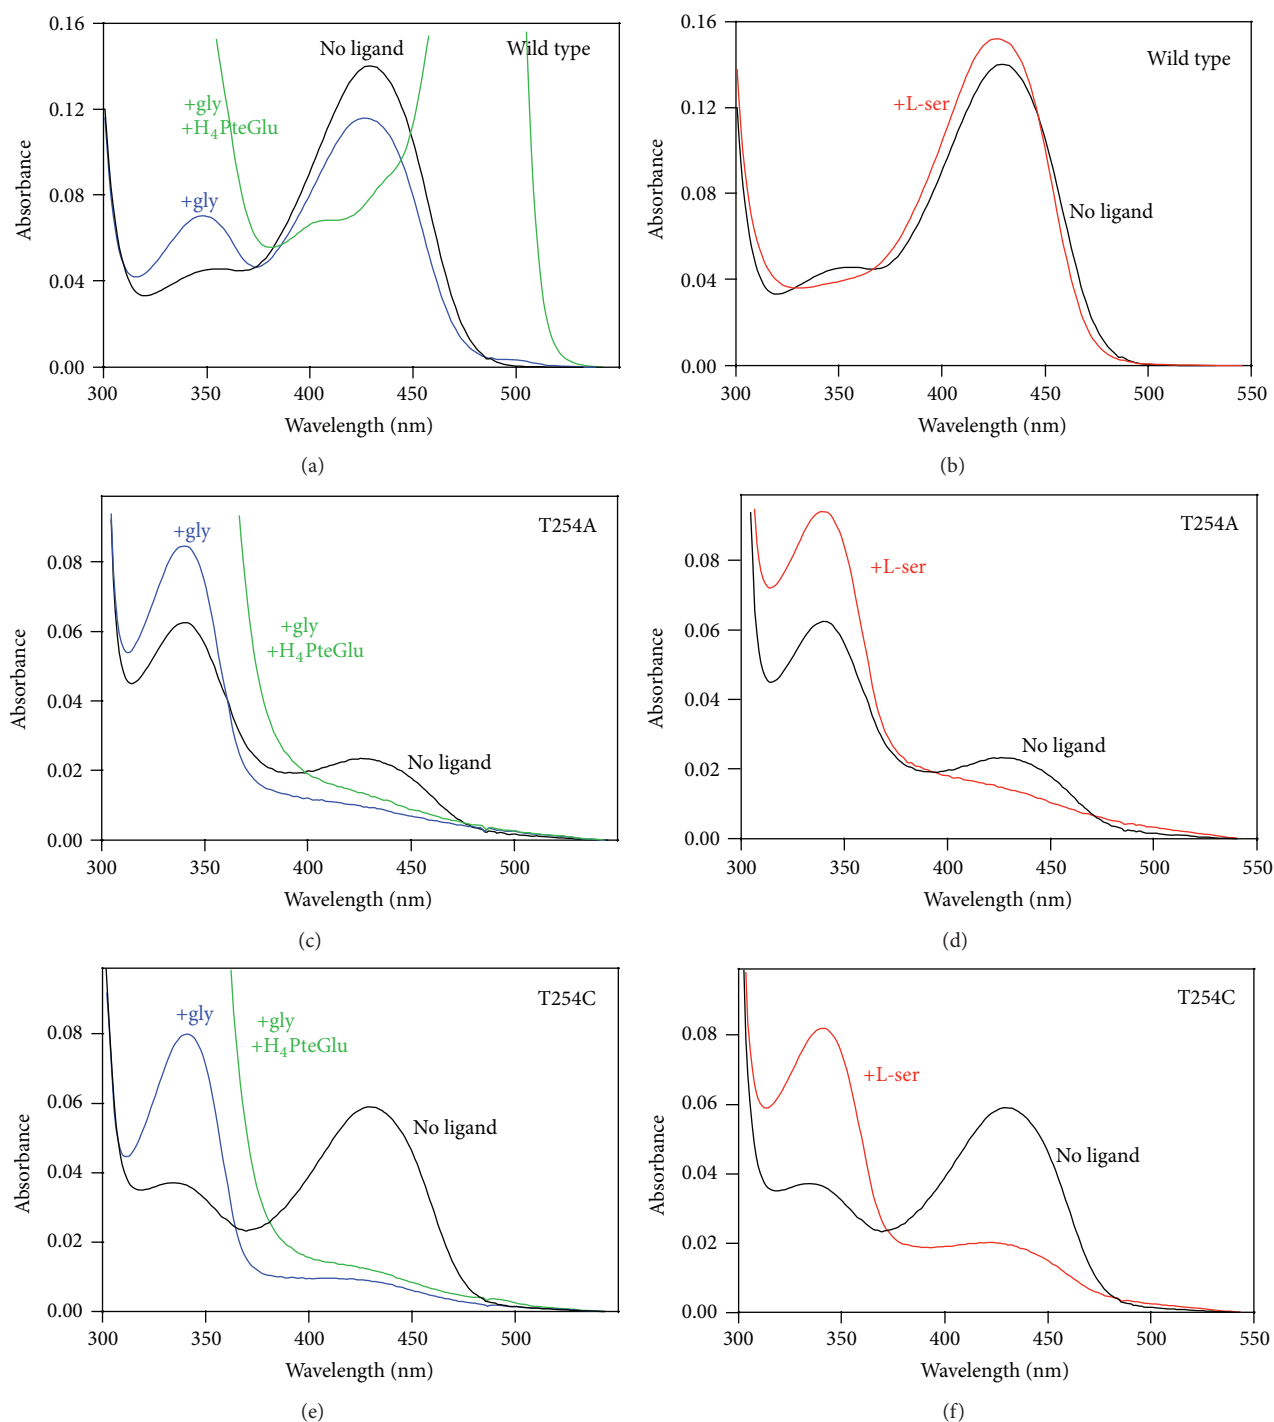 0.16
0.12
0.08
0.04
0.00
Absorbance
No ligand
Wild type
+gly
+H4PteGlu
+gly
300
350
400
450
500
Wavelength (nm)
(a)
0.16
0.12
0.08
0.04
0.00
Absorbance
Wild type
+L-ser
No ligand
300
400
450
500
550
Wavelength (nm)
(b)
0.08
0.06
0.04
0.02
0.00
Absorbance
T254A
+gly
+gly
+H4PteGlu
No ligand
300
350
400
450
500
Wavelength (nm)
(c)
0.08
0.06
0.04
0.02
0.00
Absorbance
T254A
+L-ser
No ligand
300
350
400
450
500
550
Wavelength (nm)
(d)
0.08
0.06
0.04
0.02
0.00
Absorbance
T254C
+gly
+gly
+H4PteGlu
No ligand
300
350
400
450
500
Wavelength (nm)
(e)
0.08
0.06
0.04
0.02
0.00
Absorbance
T254C
+L-ser
No ligand
300
350
400
450
500
550
Wavelength (nm)
(f)